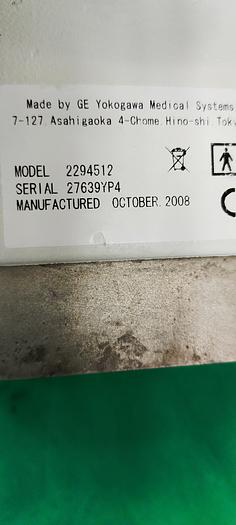 Made by GE Yokogawa Medical Systems
7-127 Asahigaoka 4-Chome Hino-shi
MODEL 2294512
SERIAL 27639YP4
MANUFACTURED OCTOBER.2008